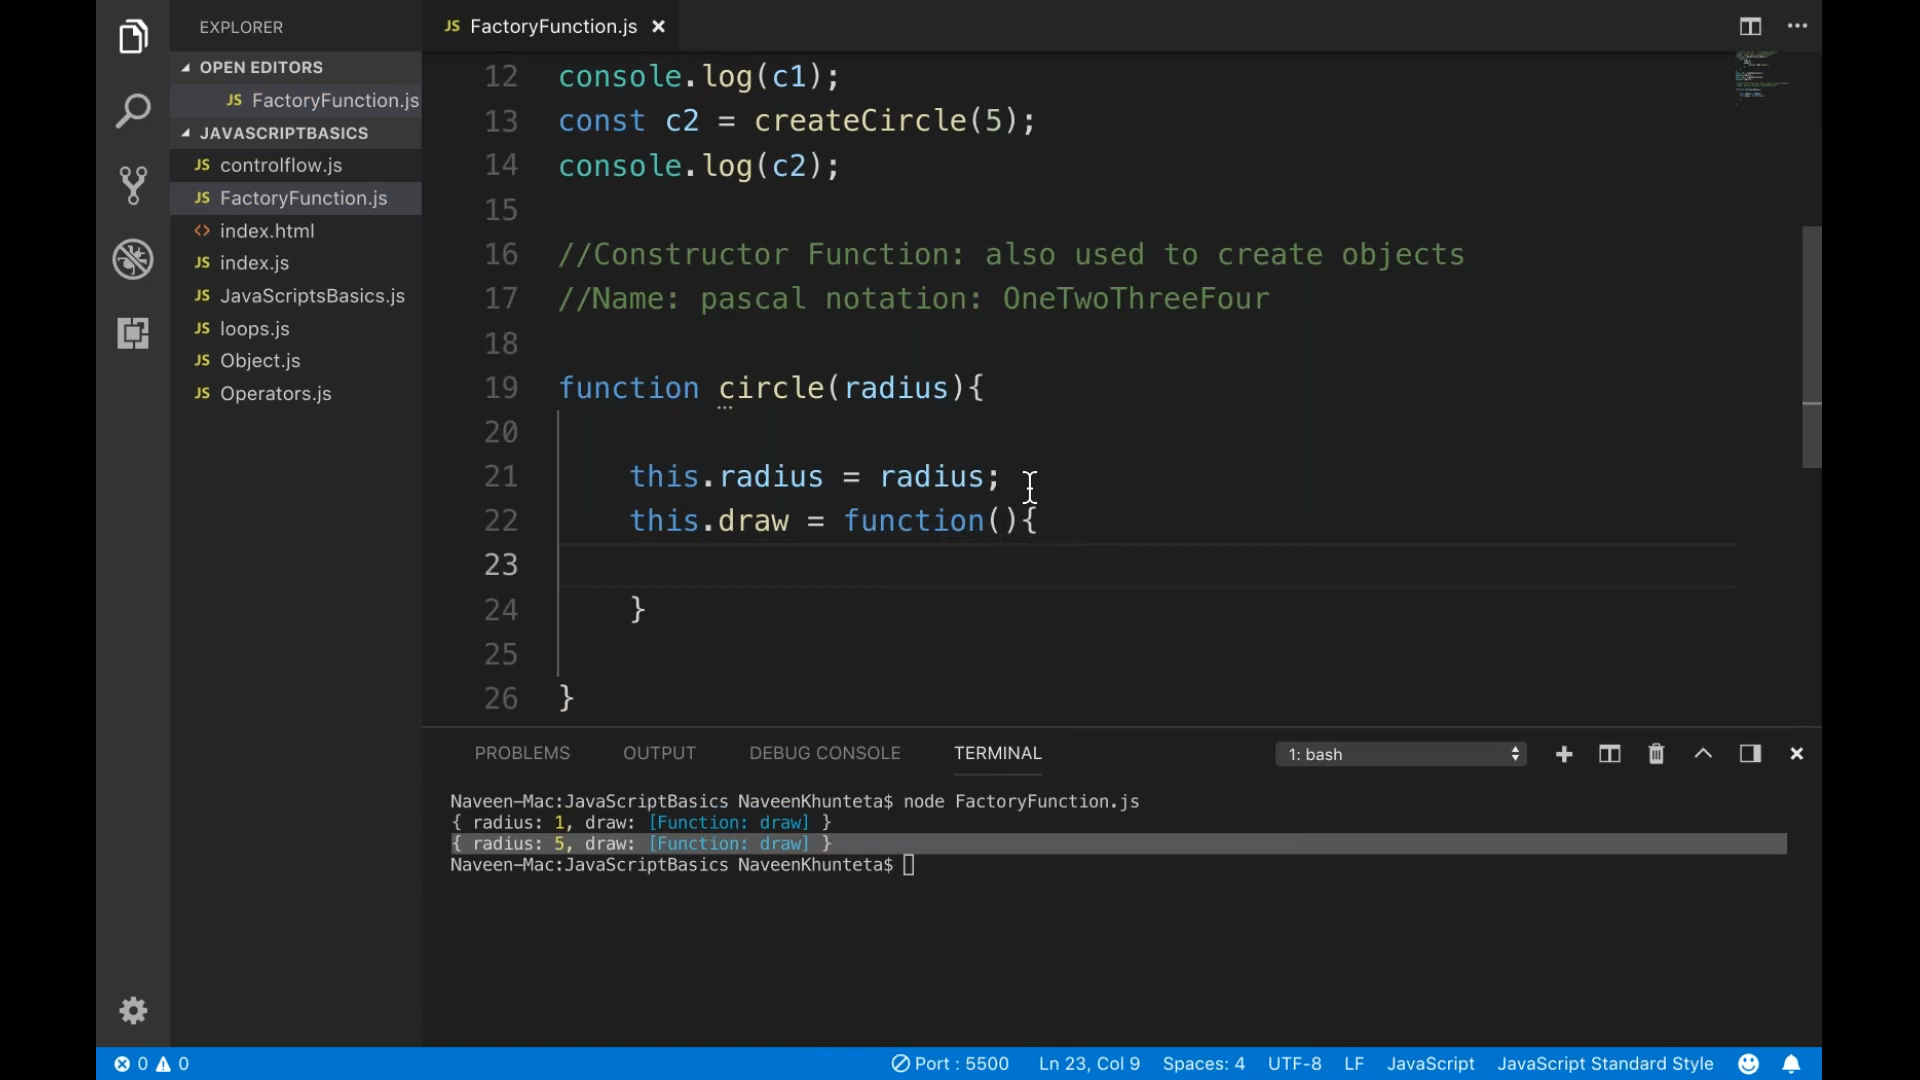 EXPLORER
OPEN EDITORS
JS FactoryFunction.js
JAVASCRIPTBASICS
JS controlflow.js
JS FactoryFunction.js
<> index.html
JS index.js
JS JavaScriptsBasics.js
JS loops.js
JS Object.js
JS Operators.js
JS FactoryFunction.js
12 console.log(c1);
13 const c2 = createCircle(5);
14 console.log(c2);
15
16 //Constructor Function: also used to create objects
17 //Name: pascal notation: OneTwoThreeFour
18
19 function circle(radius){
20
21 this.radius = radius;
22 this.draw = function(){
23
24 }
25
26 }
PROBLEMS OUTPUT DEBUG CONSOLE TERMINAL 1: bash
Naveen-Mac:JavaScriptBasics NaveenKhunteta$ node FactoryFunction.js
{ radius: 1, draw: [Function: draw] }
{ radius: 5, draw: [Function: draw] }
Naveen-Mac:JavaScriptBasics NaveenKhunteta$
0 0 Port : 5500 Ln 23, Col 9 Spaces: 4 UTF-8 LF JavaScript JavaScript Standard Style